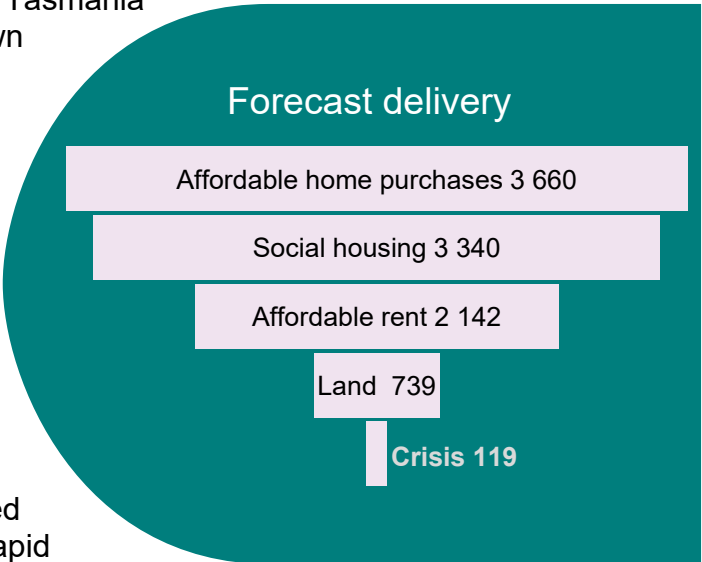 Tasmania
wn
Forecast delivery
Affordable home purchases 3 660
Social housing 3 340
Affordable rent 2 142
Land 739
Crisis 119
ed
apid